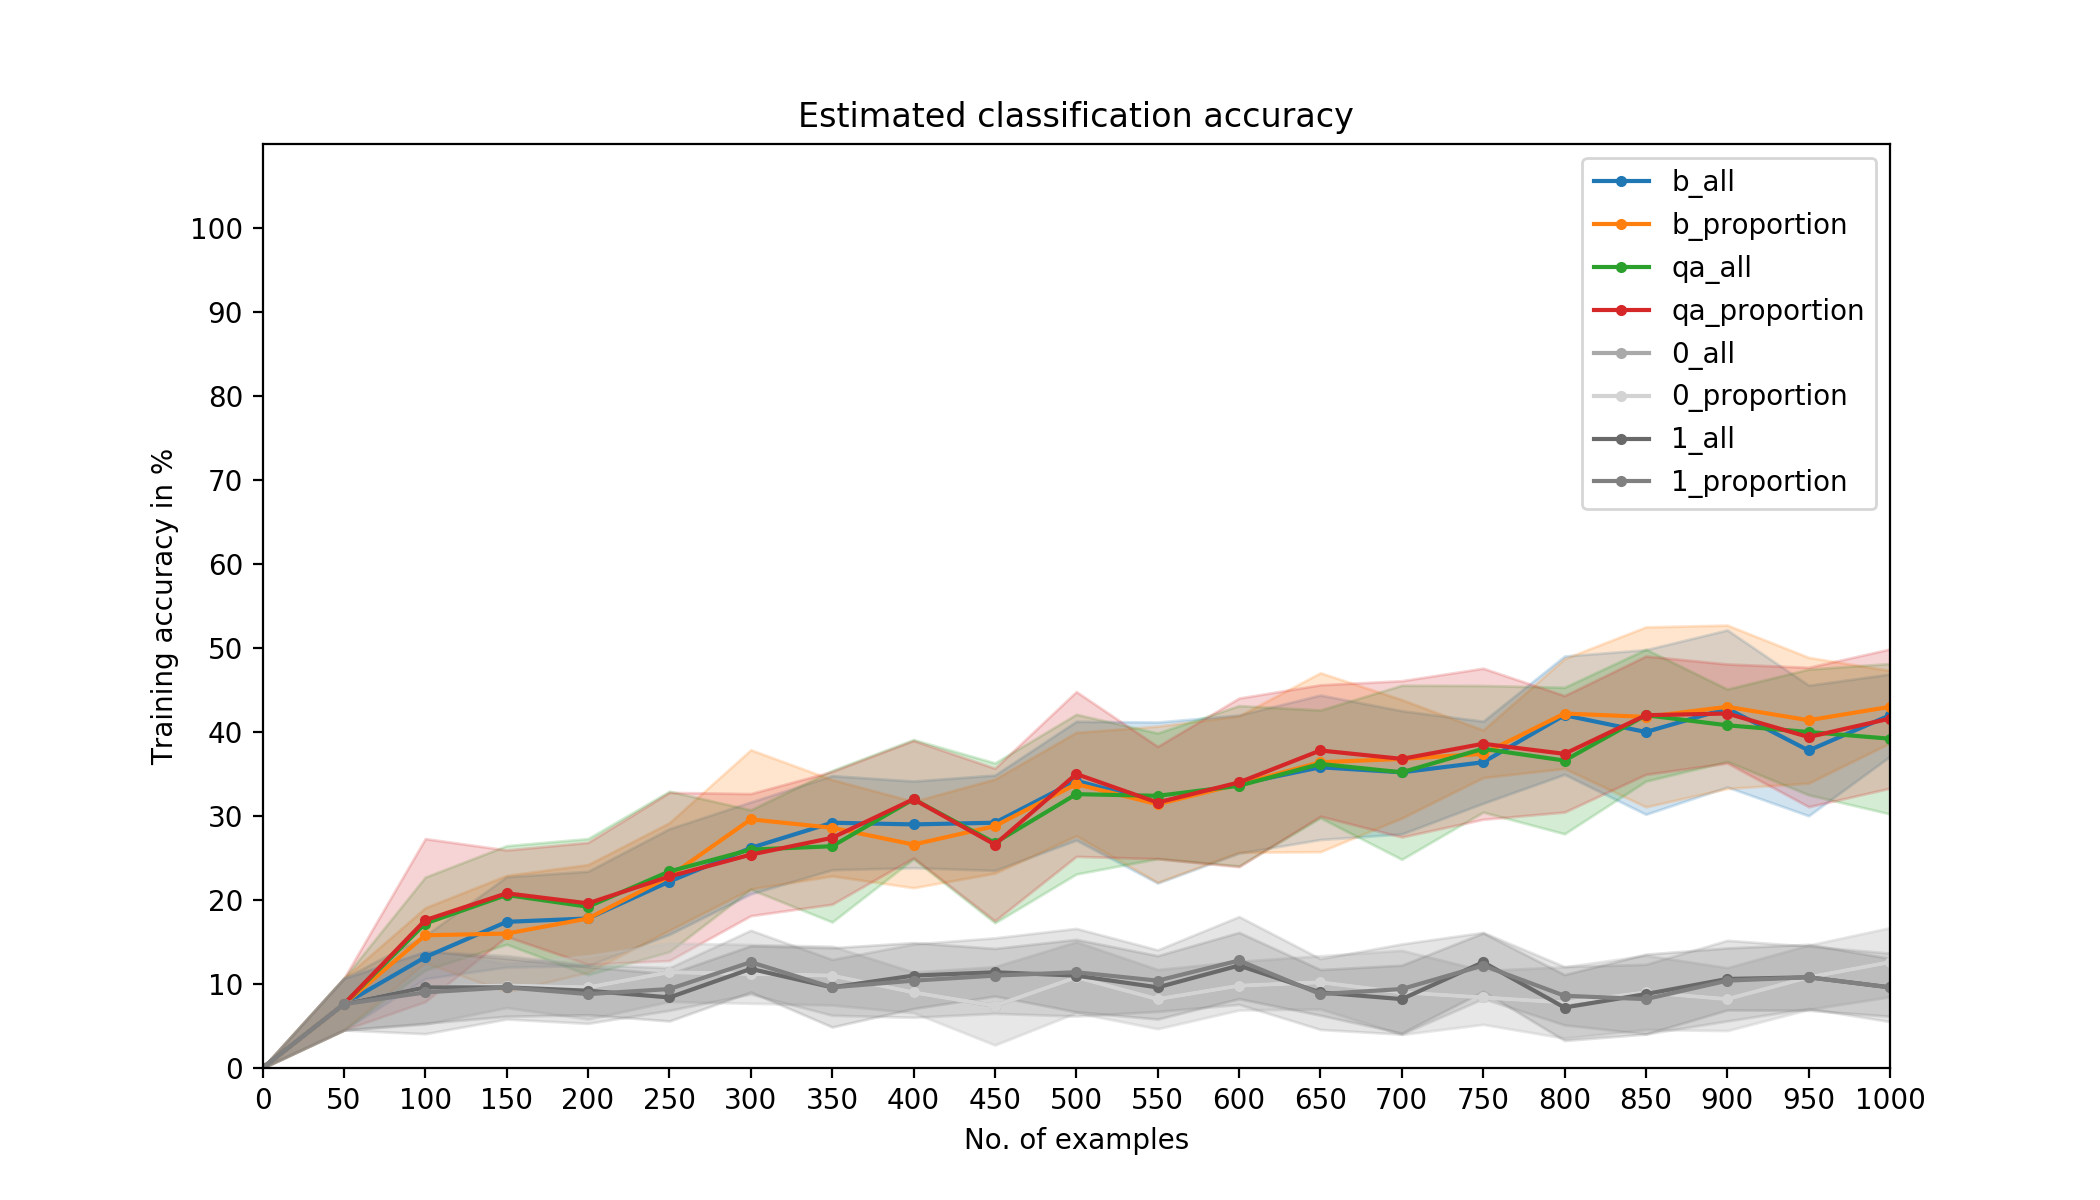 Estimated classification accuracy
b_all
b_proportion
qa_all
qa_proportion
0_all
0_proportion
1_all
1_proportion
Training accuracy in %
100
90
80
70
60
50
40
30
20
10
0
0 50 100 150 200 250 300 350 400 450 500 550 600 650 700 750 800 850 900 950 1000
No. of examples